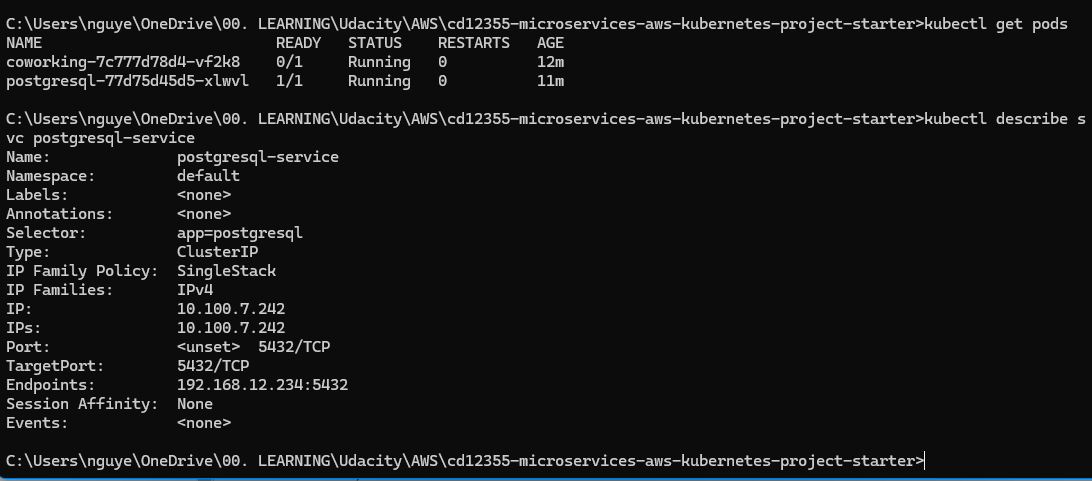 C:\Users\nguye\OneDrive\00. LEARNING\Udacity\AWS\cd12355-microservices-aws-kubernetes-project-starter>kubectl get pods
NAME                          READY   STATUS    RESTARTS   AGE
coworking-7c777d78d4-vf2k8    0/1     Running   0          12m
postgresql-77d75d45d5-xlwvl   1/1     Running   0          11m
C:\Users\nguye\OneDrive\00. LEARNING\Udacity\AWS\cd12355-microservices-aws-kubernetes-project-starter>kubectl describe s
vc postgresql-service
Name:              postgresql-service
Namespace:         default
Labels:            <none>
Annotations:       <none>
Selector:          app=postgresql
Type:              ClusterIP
IP Family Policy:  SingleStack
IP Families:       IPv4
IP:                10.100.7.242
IPs:               10.100.7.242
Port:              <unset>  5432/TCP
TargetPort:        5432/TCP
Endpoints:         192.168.12.234:5432
Session Affinity:  None
Events:            <none>
C:\Users\nguye\OneDrive\00. LEARNING\Udacity\AWS\cd12355-microservices-aws-kubernetes-project-starter>